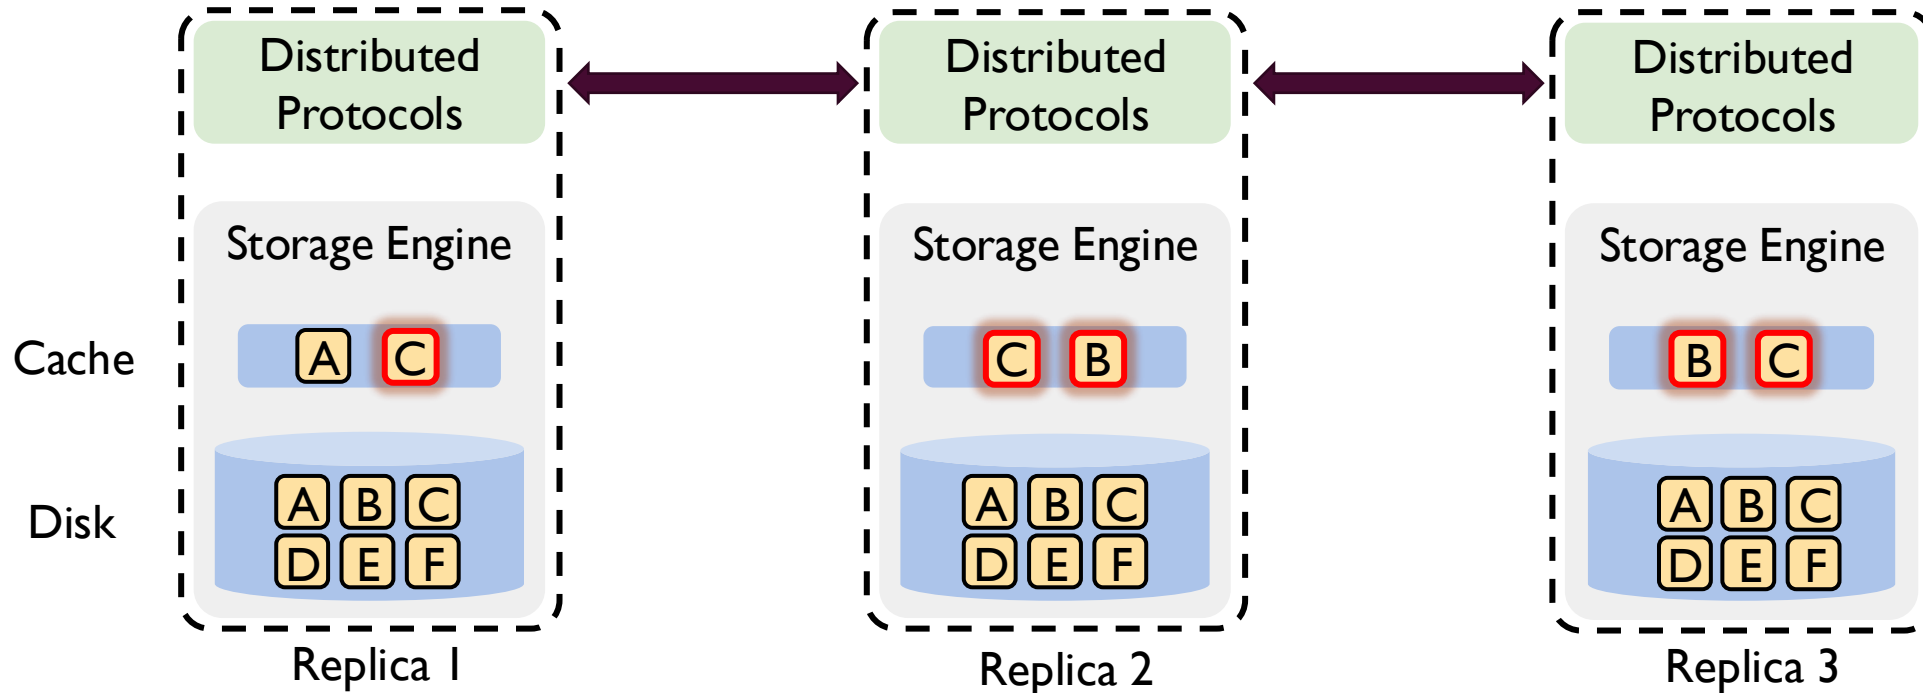 Distributed
Protocols
Distributed
Protocols
Distributed
Protocols
Storage Engine
Storage Engine
Storage Engine
Cache
A C
C B
B C
Disk
A B C
D E F
A B C
D E F
A B C
D E F
Replica 1
Replica 2
Replica 3